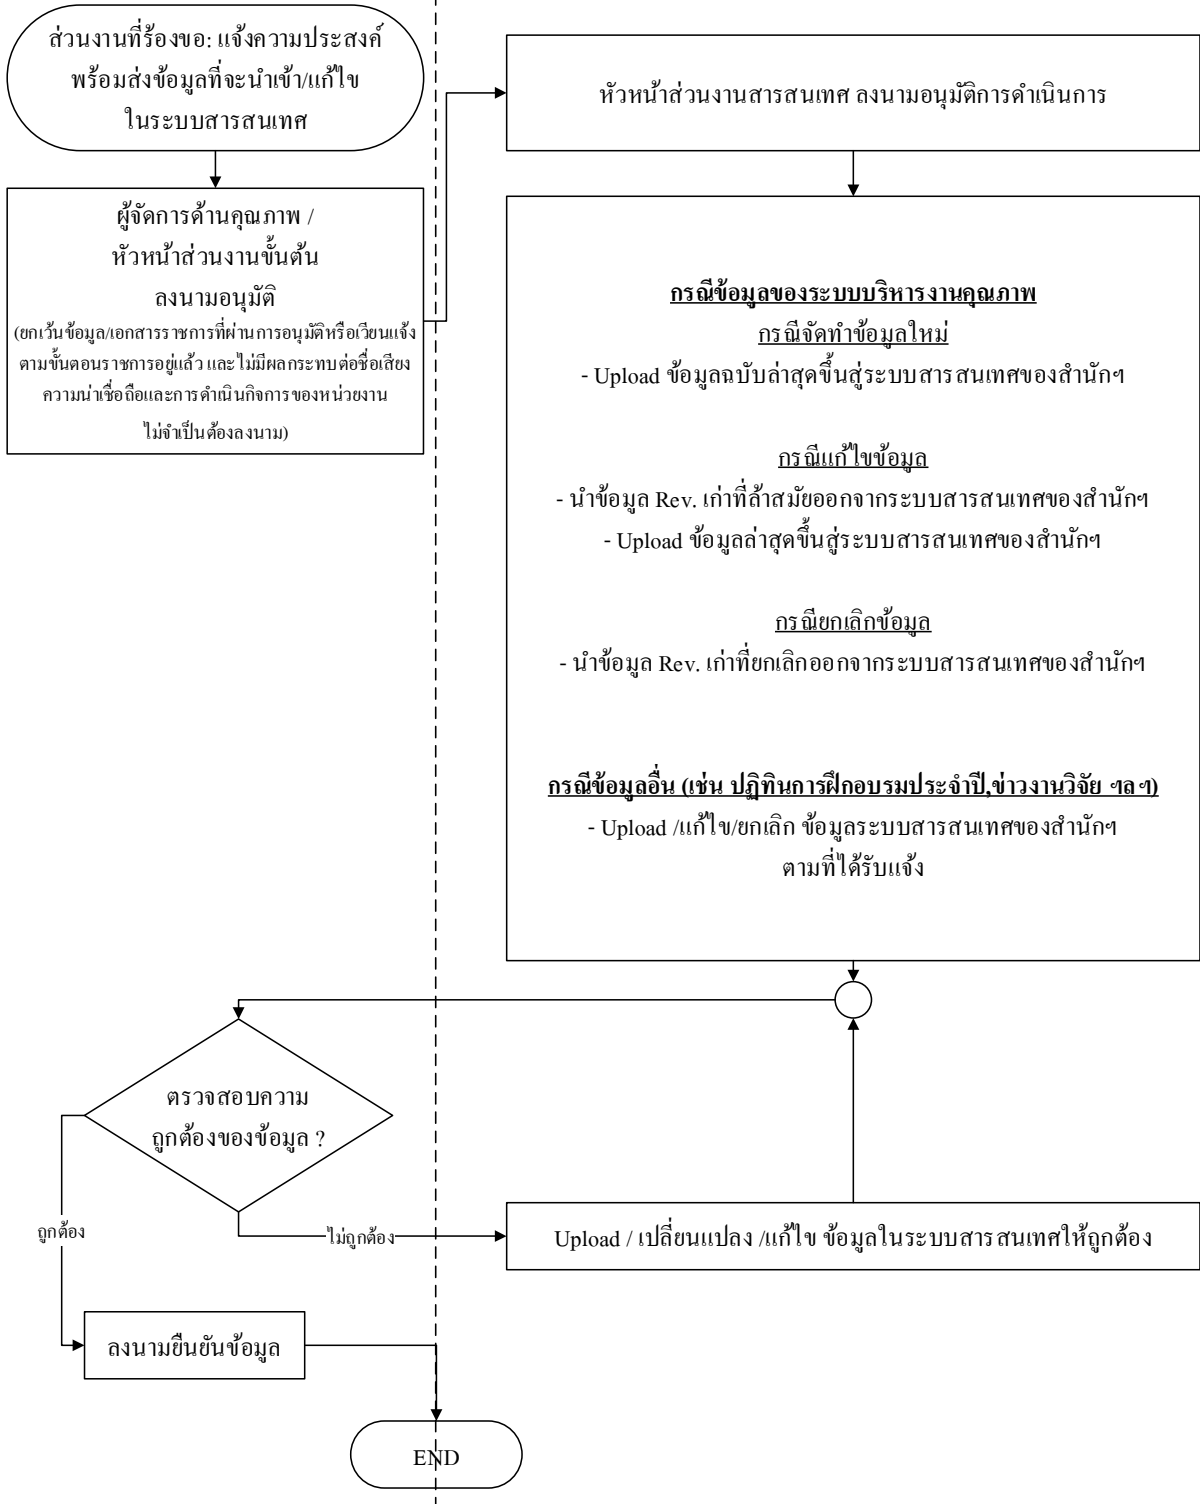 ส่วนงานที่ร้องขอ: แจ้งความประสงค์
พร้อมส่งข้อมูลที่จะนำเข้า/แก้ไข
ในระบบสารสนเทศ
ผู้จัดการด้านคุณภาพ /
หัวหน้าส่วนงานขั้นต้น
ลงนามอนุมัติ
(ยกเว้นข้อมูล/เอกสารราชการที่ผ่านการอนุมัติหรือเวียนแจ้ง
ตามขั้นตอนราชการอยู่แล้ว และไม่มีผลกระทบต่อชื่อเสียง
ความน่าเชื่อถือและการดำเนินกิจการของหน่วยงาน
ไม่จำเป็นต้องลงนาม)
หัวหน้าส่วนงานสารสนเทศ ลงนามอนุมัติการดำเนินการ
กรณีข้อมูลของระบบบริหารงานคุณภาพ
กรณีจัดทำข้อมูลใหม่
- Upload ข้อมูลฉบับล่าสุดขึ้นสู่ระบบสารสนเทศของสำนักฯ
กรณีแก้ไขข้อมูล
- นำข้อมูล Rev. เก่าที่ล้าสมัยออกจากระบบสารสนเทศของสำนักฯ
- Upload ข้อมูลล่าสุดขึ้นสู่ระบบสารสนเทศของสำนักฯ
กรณียกเลิกข้อมูล
- นำข้อมูล Rev. เก่าที่ยกเลิกออกจากระบบสารสนเทศของสำนักฯ
กรณีข้อมูลอื่น (เช่น ปฏิทินการฝึกอบรมประจำปี,ข่าวงานวิจัย ฯลฯ)
- Upload /แก้ไข/ยกเลิก ข้อมูลระบบสารสนเทศของสำนักฯ
ตามที่ได้รับแจ้ง
ตรวจสอบความ
ถูกต้องของข้อมูล ?
ถูกต้อง
ไม่ถูกต้อง
Upload / เปลี่ยนแปลง /แก้ไข ข้อมูลในระบบสารสนเทศให้ถูกต้อง
ลงนามยืนยันข้อมูล
END